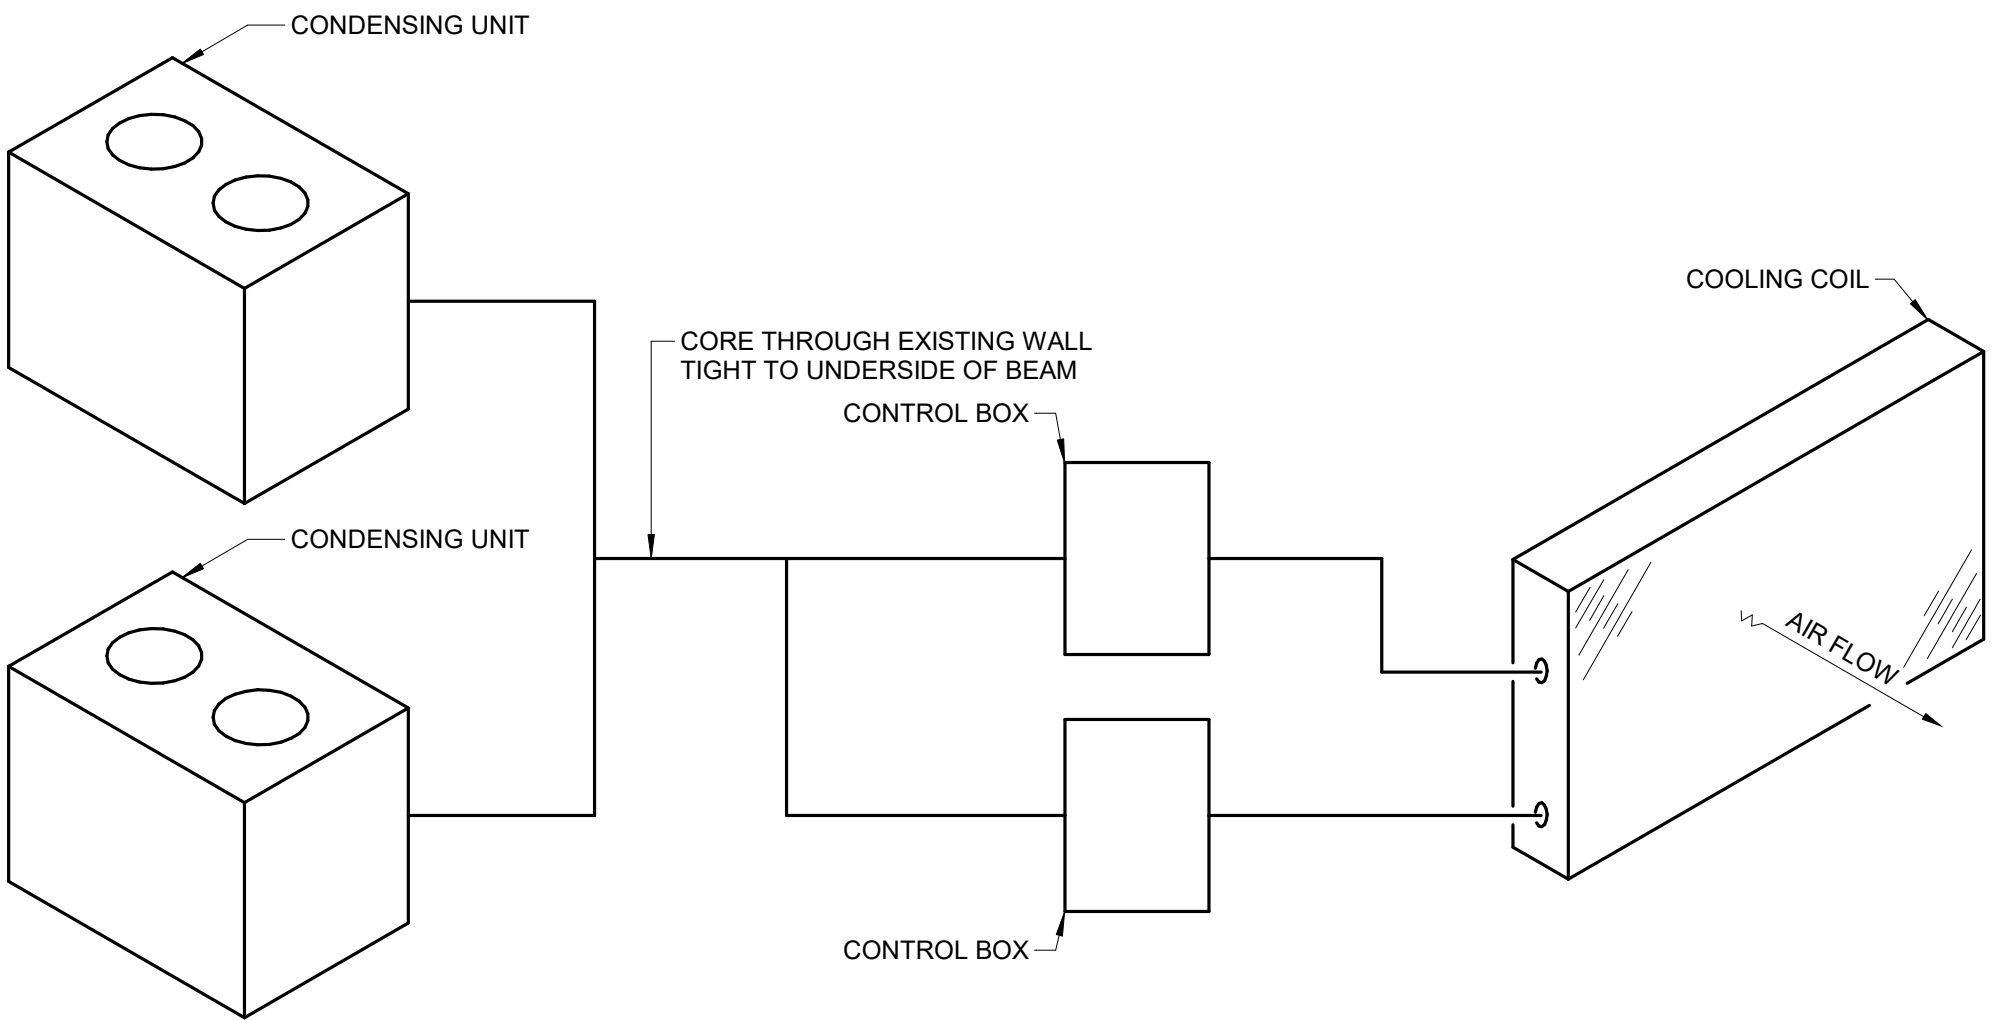 CONDENSING UNIT
COOLING COIL
CORE THROUGH EXISTING WALL
TIGHT TO UNDERSIDE OF BEAM
CONTROL BOX
CONDENSING UNIT
AIR FLOW
CONTROL BOX